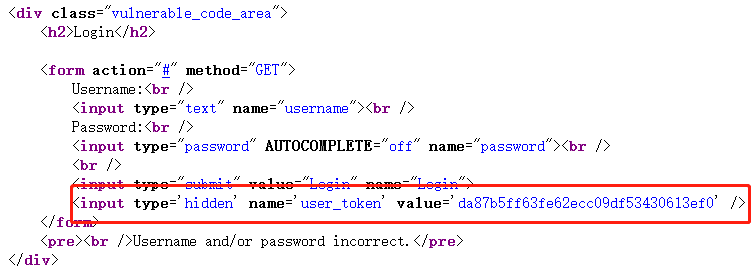 <div class="vulnerable_code_area">
<h2>Login</h2>
<form action="#" method="GET">
Username:<br />
<input type="text" name="username"><br />
Password:<br />
<input type="password" AUTOCOMPLETE="off" name="password"><br />
<br />
<input type="submit" value="Login" name="Login">
<input type='hidden' name='user_token' value='da87b5ff63fe62ecc09df53430613ef0' />
</form>
<pre><br />Username and/or password incorrect.</pre>
</div>